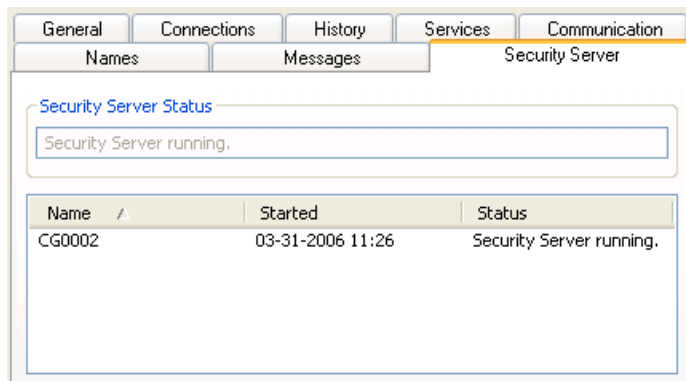 General Connections History Services Communication
Names Messages Security Server
Security Server Status
Security Server running.
Name Started Status
CG0002 03-31-2006 11:26 Security Server running.